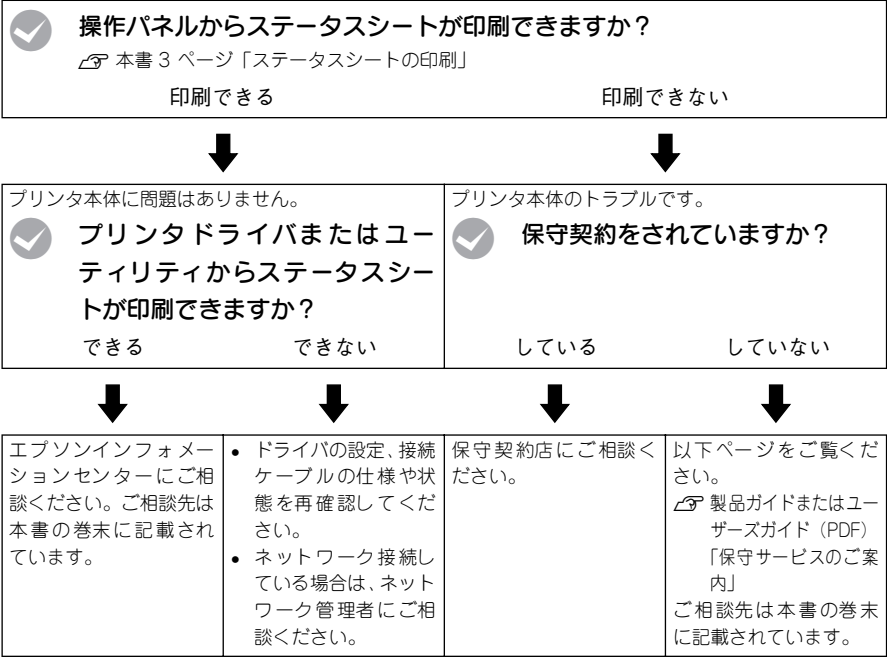 操作パネルからステータスシートが印刷できますか？
本書 3 ページ「ステータスシートの印刷」
印刷できる
印刷できない
プリンタ本体に問題はありません。
プリンタドライバまたはユー
ティリティからステータスシー
トが印刷できますか？
できる
できない
プリンタ本体のトラブルです。
保守契約をされていますか？
している
していない
エプソンインフォメー
ションセンターにご相
談ください。ご相談先は
本書の巻末に記載され
ています。
• ドライバの設定、接続
ケーブルの仕様や状
態を再確認してくだ
さい。
• ネットワーク接続し
ている場合は、ネット
ワーク管理者にご相
談ください。
保守契約店にご相談く
ださい。
以下ページをご覧くだ
さい。
製品ガイドまたはユー
ザーズガイド（PDF）
「保守サービスのご案
内」
ご相談先は本書の巻末
に記載されています。